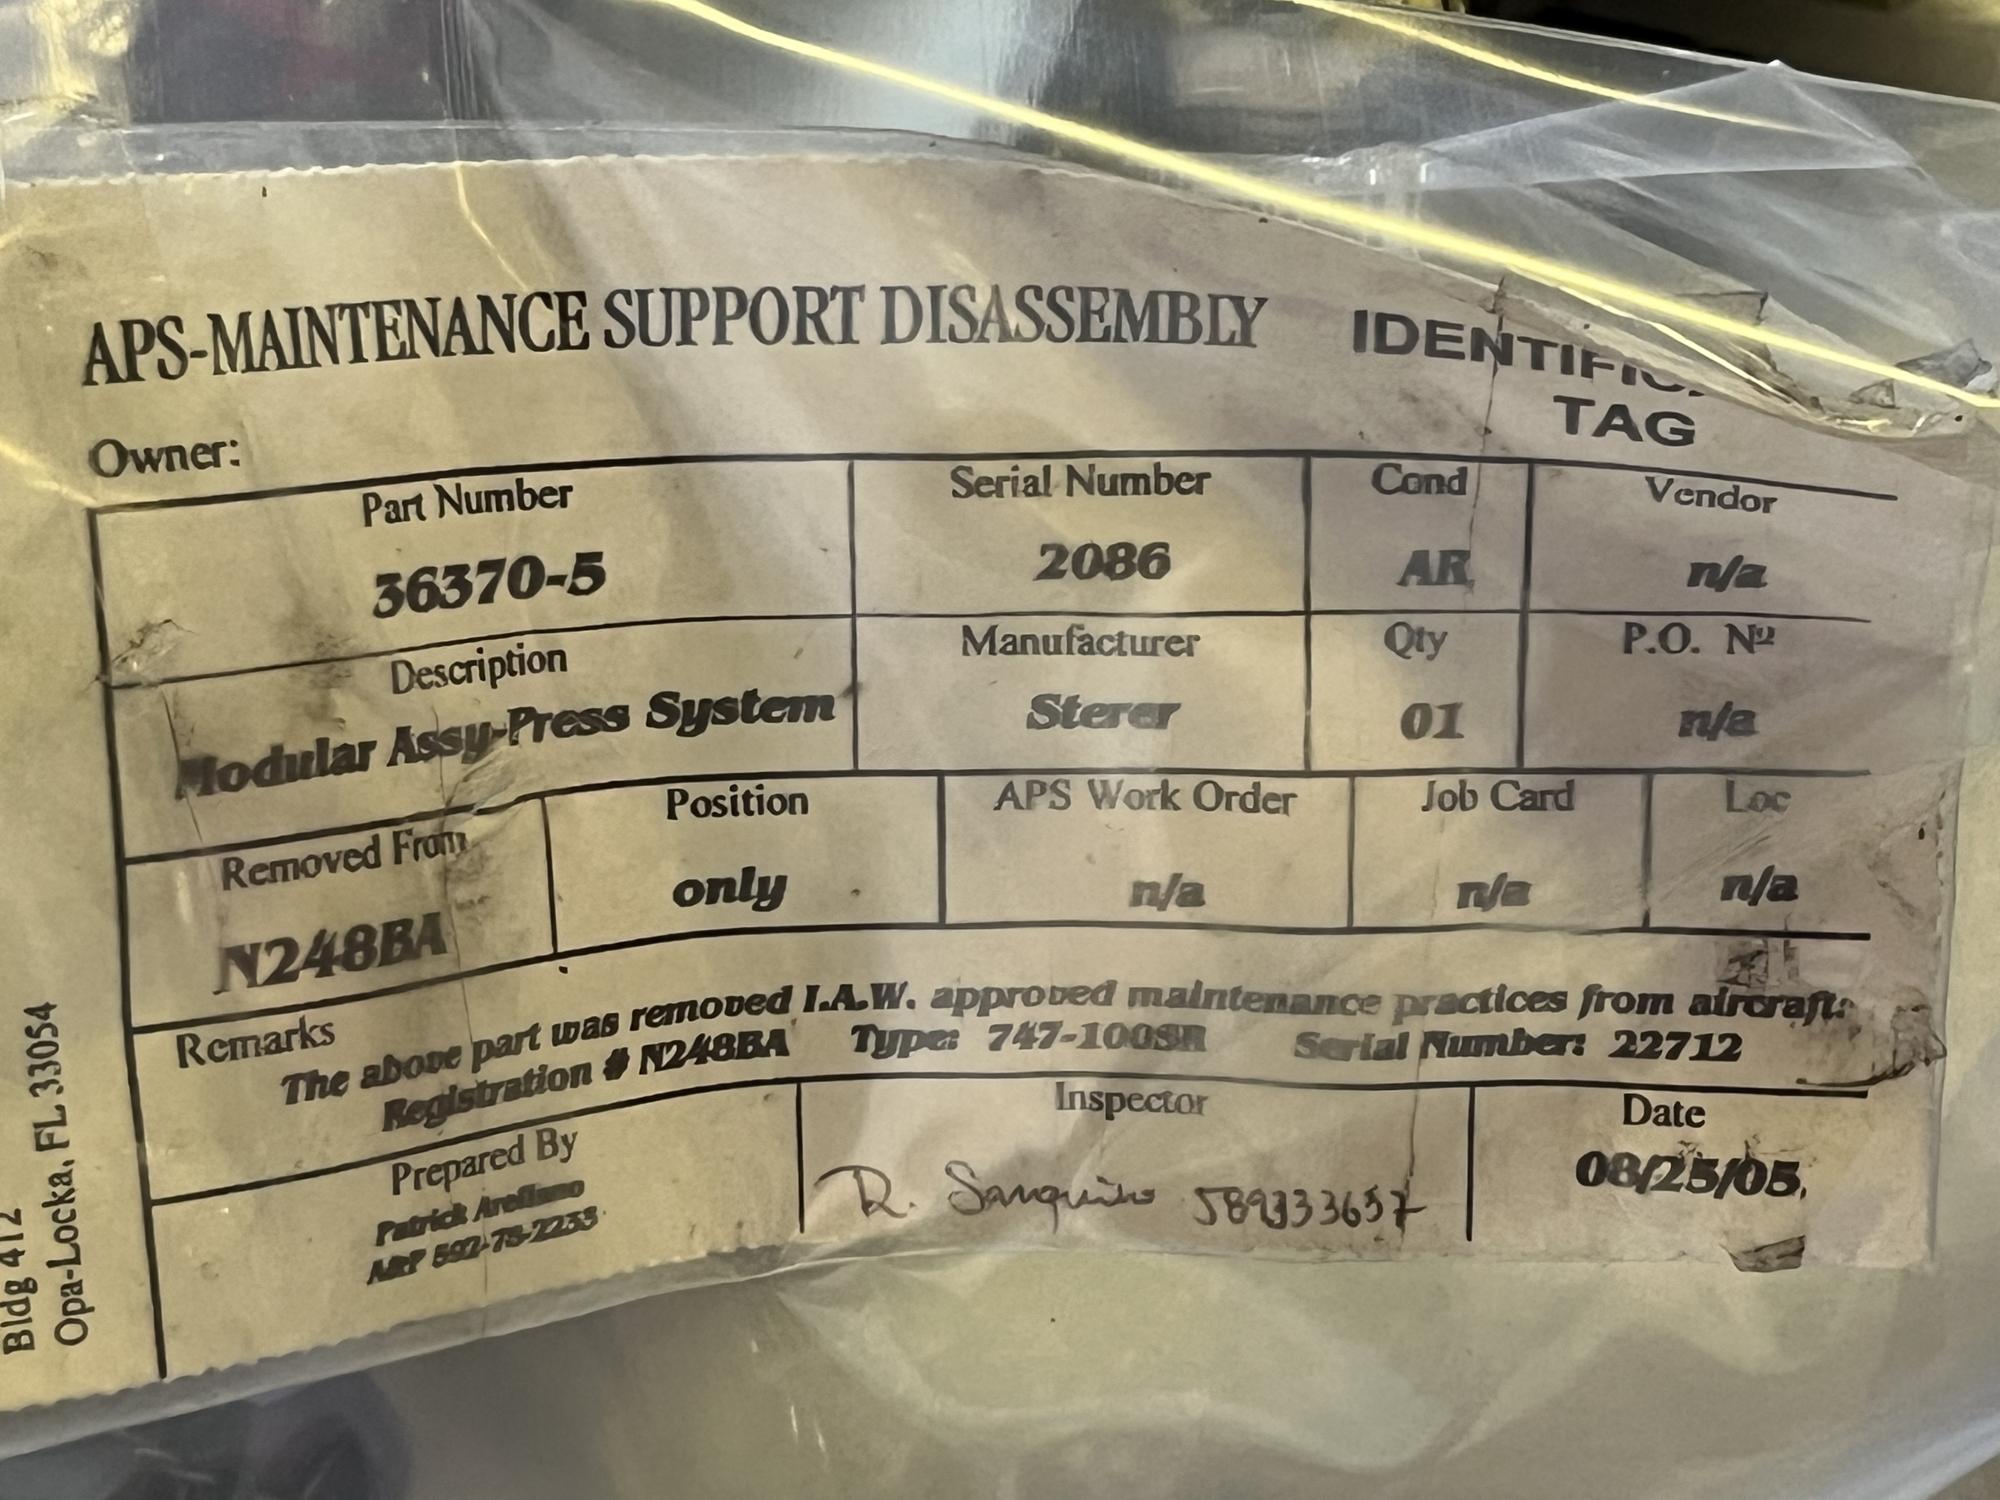 APS-MAINTENANCE SUPPORT DISASSEMBLY
TAG
Owner:
Part Number
36370-5
Serial Number
2086
Cond
AR
Vendor
n/a
Description
Modular Assy-Press System
Manufacturer
Sterer
Qty
01
P.O. Nº
n/a
Removed From
N248BA
Position
only
APS Work Order
n/a
Job Card
n/a
Loc
n/a
Remarks
The above part was removed I.A.W. approved maintenance practices from aircraft:
Registration # N248BA Type: 747-100SR Serial Number: 22712
Prepared By
Patrick Arellano
Inspector
Date
08/25/05
Bldg 412
Opa-Locka, FL 33054